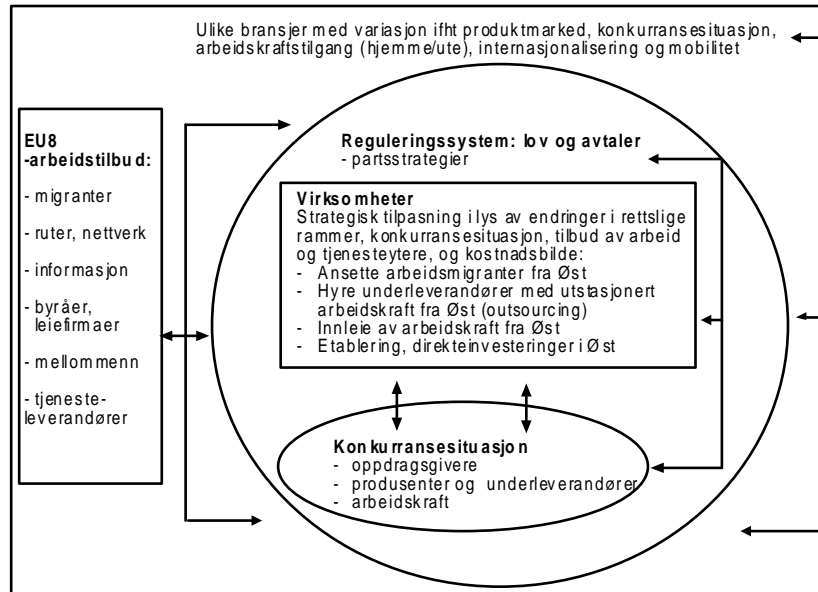 Ulike bransjer med variasjon ifht produktmarked, konkurransesituasjon,
arbeidskraftstilgang (hjemme/ute), internasjonalisering og mobilitet
EU8
-arbeidstilbud:
- migranter
- ruter, nettverk
- informasjon
- byråer,
leiefirmaer
- mellommenn
- tjeneste-
leverandører
Reguleringssystem: lov og avtaler
- partsstrategier
Virksomheter
Strategisk tilpasning i lys av endringer i rettslige
rammer, konkurransesituasjon, tilbud av arbeid
og tjenesteytere, og kostnadsbilde:
- Ansette arbeidsmigranter fra Øst
- Hyre underleverandører med utstasjonert
arbeidskraft fra Øst (outsourcing)
- Innleie av arbeidskraft fra Øst
- Etablering, direkteinvesteringer i Øst
Konkurransesituasjon
- oppdragsgivere
- produsenter og underleverandører
- arbeidskraft